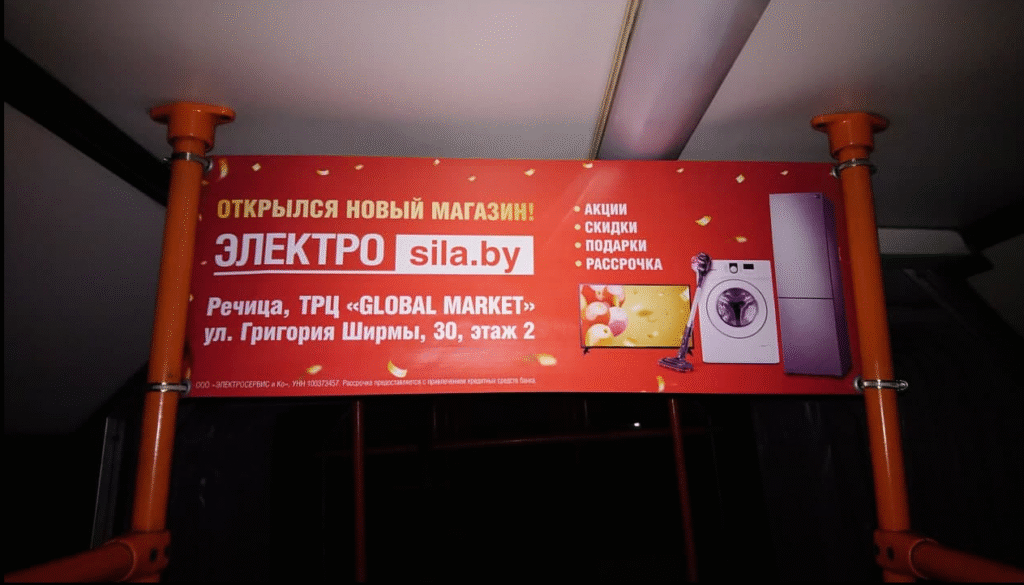 ОТКРЫЛСЯ НОВЫЙ МАГАЗИН!
ЭЛЕКТРО sila.by
Речица, ТРЦ «GLOBAL MARKET»
ул. Григория Ширмы, 30, этаж 2
• АКЦИИ
• СКИДКИ
• ПОДАРКИ
• РАССРОЧКА
ООО «ЭЛЕКТРОСЕРВИС и Ко», УНН 100373457. Рассрочка предоставляется с привлечением кредитных средств банка.